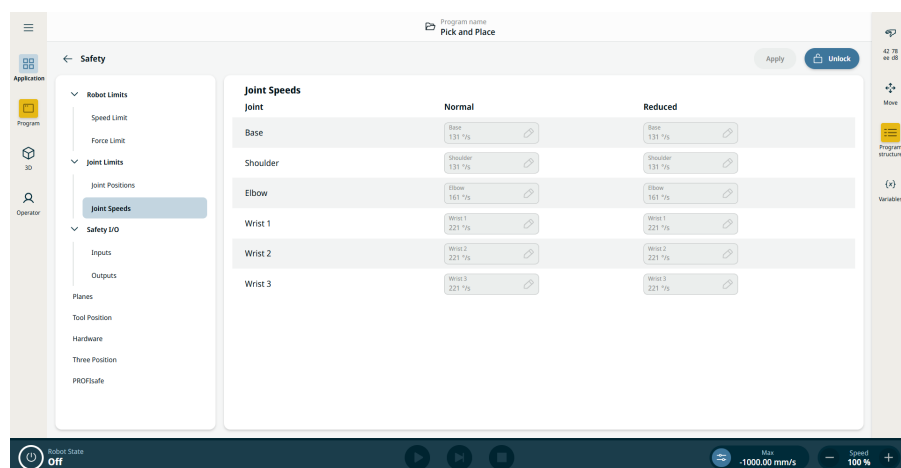 Program name
Pick and Place
42 78
ee d8
Safety
Apply
Unlock
Application
Program
3D
Operator
Robot Limits
Speed Limit
Force Limit
Joint Limits
Joint Positions
Joint Speeds
Safety I/O
Inputs
Outputs
Planes
Tool Position
Hardware
Three Position
PROFIsafe
Joint Speeds
Joint Normal Reduced
Base
Base
131 °/s
Base
131 °/s
Shoulder
Shoulder
131 °/s
Shoulder
131 °/s
Elbow
Elbow
161 °/s
Elbow
161 °/s
Wrist 1
Wrist 1
221 °/s
Wrist 1
221 °/s
Wrist 2
Wrist 2
221 °/s
Wrist 2
221 °/s
Wrist 3
Wrist 3
221 °/s
Wrist 3
221 °/s
Move
Program
structure
{x}
Variables
Robot State
Off
Max
-1000.00 mm/s
Speed
100 %